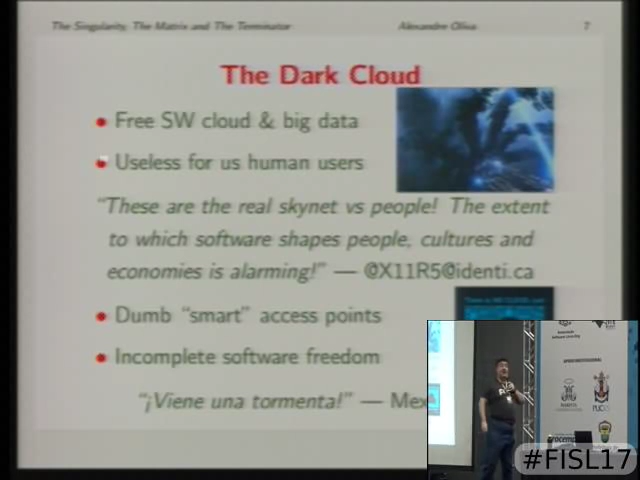 The Singularity, The Matrix and The Terminator Alexandre Oliva 7
The Dark Cloud
Free SW cloud & big data
Useless for us human users
“These are the real skynet vs people! The extent
to which software shapes people, cultures and
economies is alarming!” — @X11R5@identi.ca
Dumb “smart” access points
Incomplete software freedom
“¡Viene una tormenta!” — Mex
PUCRS
#FISL17